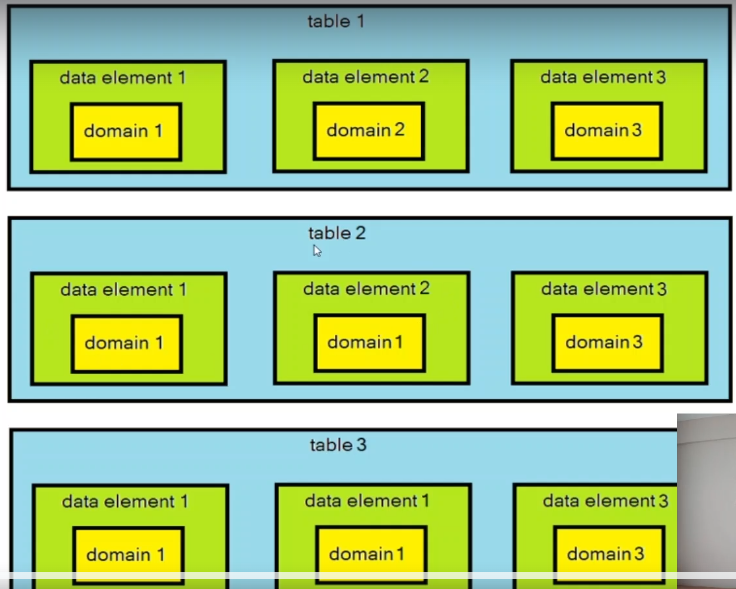 table 1
data element 1
data element 2
data element 3
domain 1
domain 2
domain 3
table 2
data element 1
data element 2
data element 3
domain 1
domain 1
domain 3
table 3
data element 1
data element 1
data element 3
domain 1
domain 1
domain 3